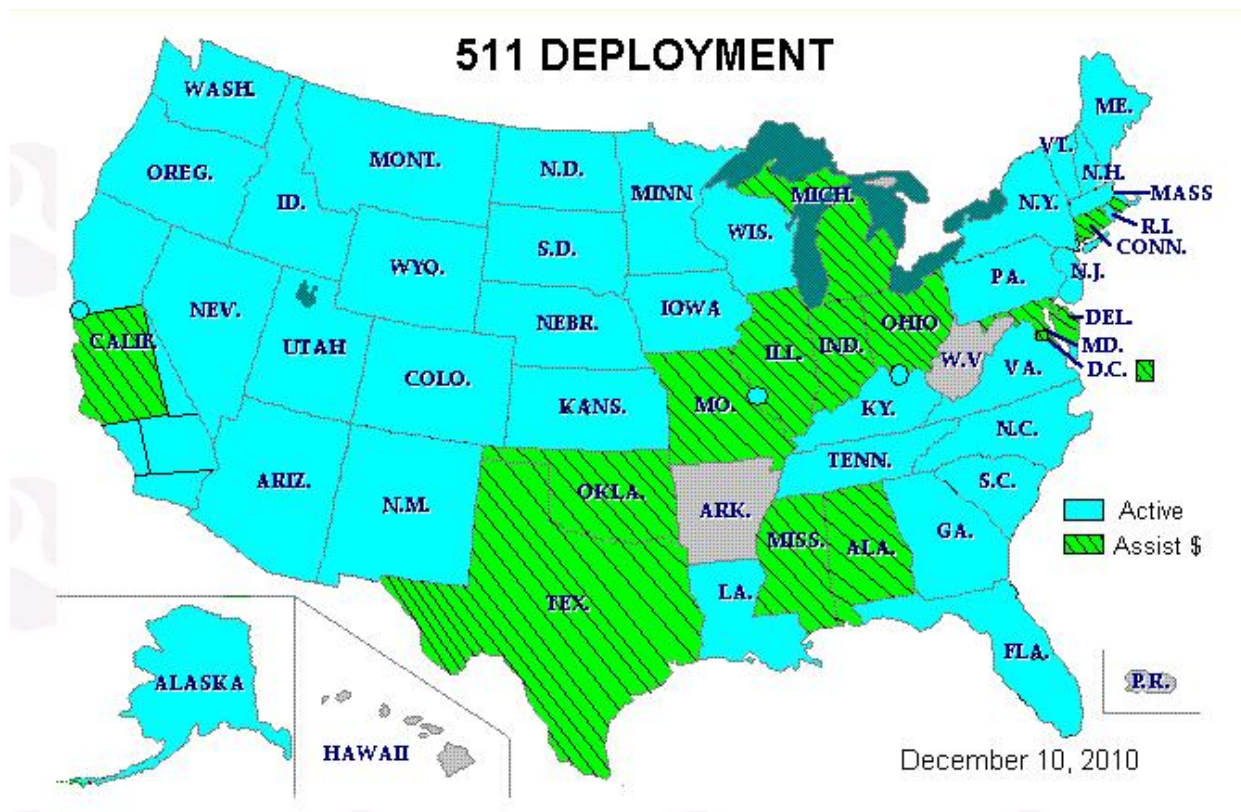 511 DEPLOYMENT
WASH.
ME.
VT.
MONT.
N.D.
OREG.
MINN
MICH.
N.H.
MASS
ID.
N.Y.
R.I.
WIS.
CONN.
S.D.
WYO.
PA.
N.J.
NEV.
IOWA
NEBR.
OHIO
DEL.
CALIF.
UTAH
ILL.
IND.
MD.
W.V
VA.
D.C.
COLO.
KANS.
MO.
KY.
N.C.
TENN.
ARIZ.
OKLA.
S.C.
N.M.
ARK.
Active
MISS.
ALA.
GA.
Assist $
TEX.
LA.
FLA.
ALASKA
P.R.
HAWAII
December 10, 2010